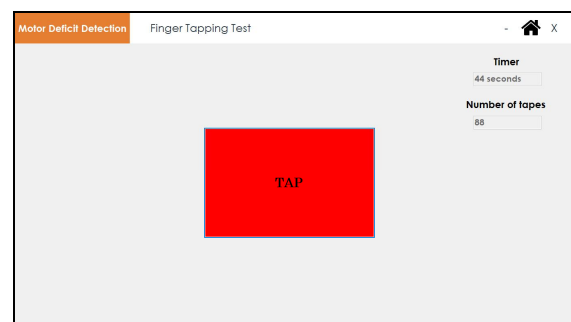 Motor Deficit Detection Finger Tapping Test - X
Timer
44 seconds
Number of tapes
88
TAP